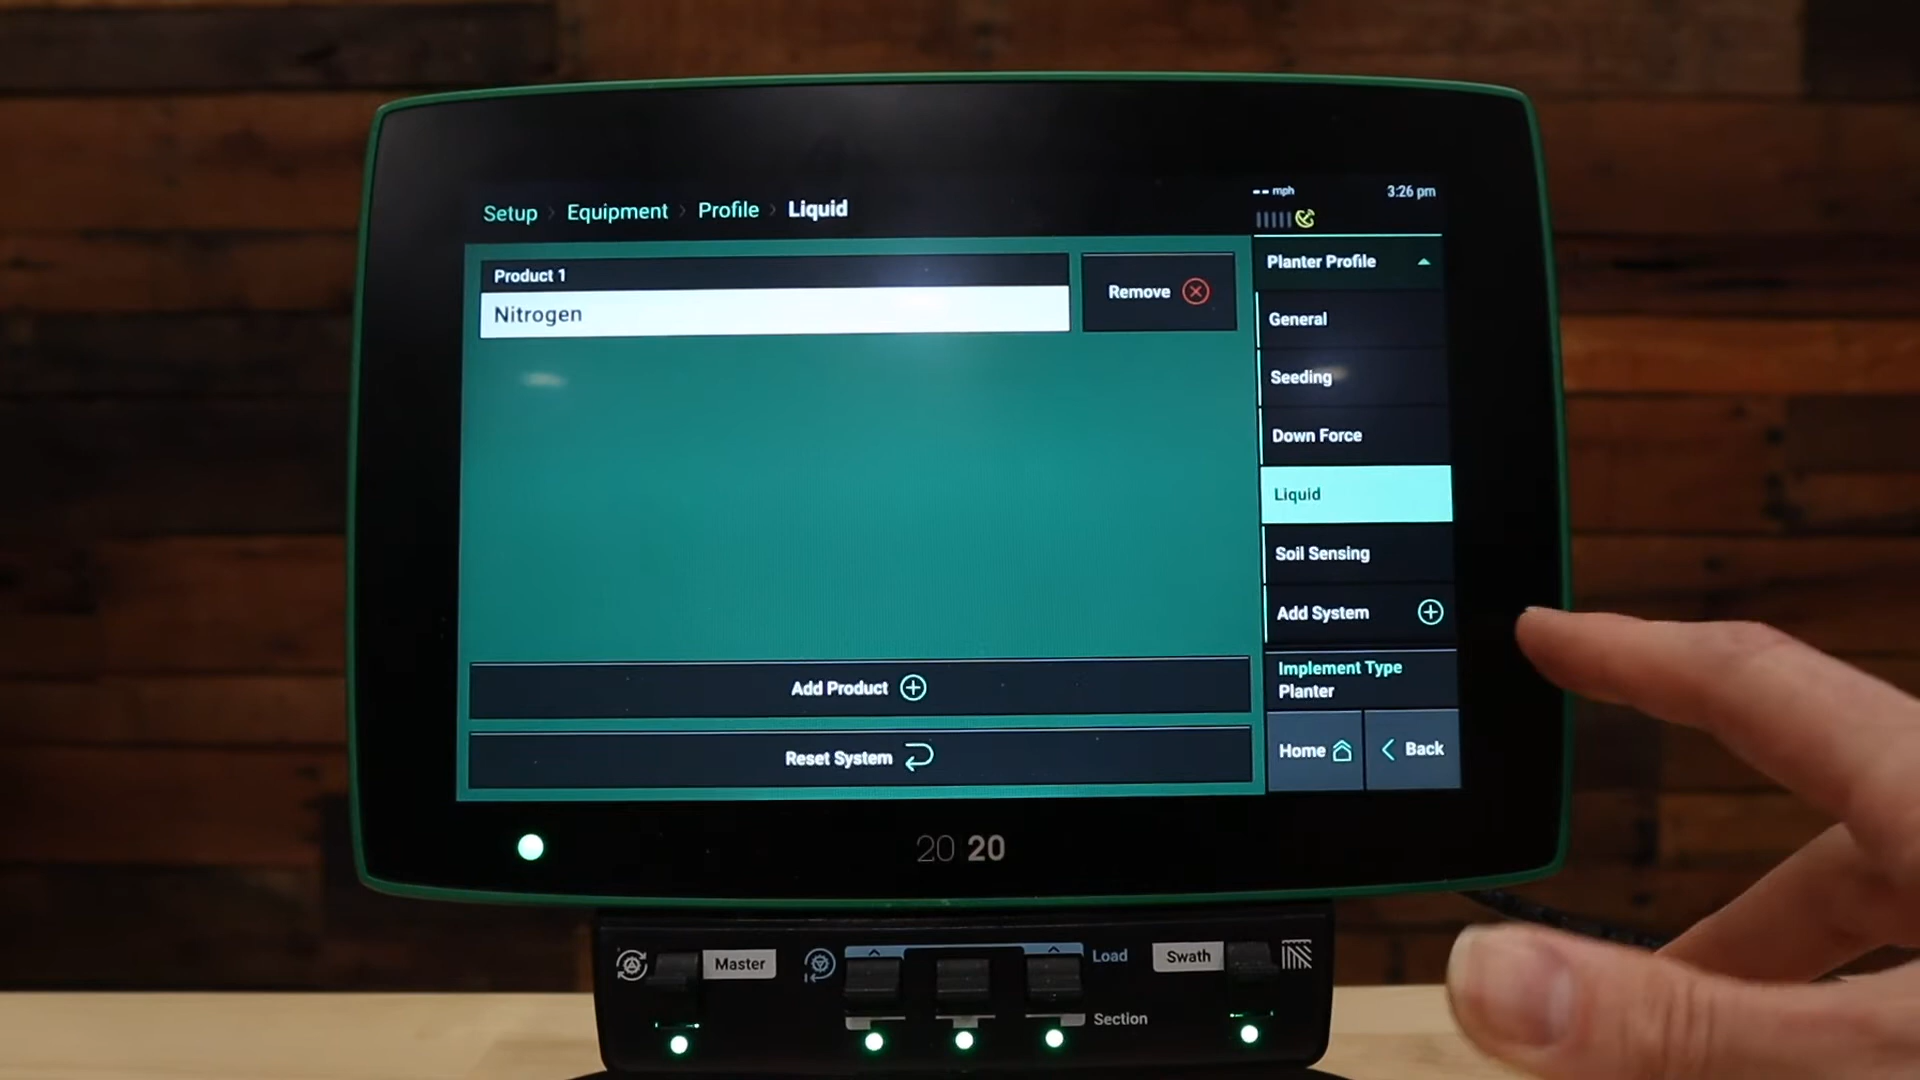 Setup > Equipment > Profile > Liquid
-- mph
3:26 pm
Product 1
Nitrogen
Remove
Planter Profile
General
Seeding
Down Force
Liquid
Soil Sensing
Add System
Implement Type
Planter
Add Product
Reset System
Home
Back
20 20
Master
Load
Section
Swath